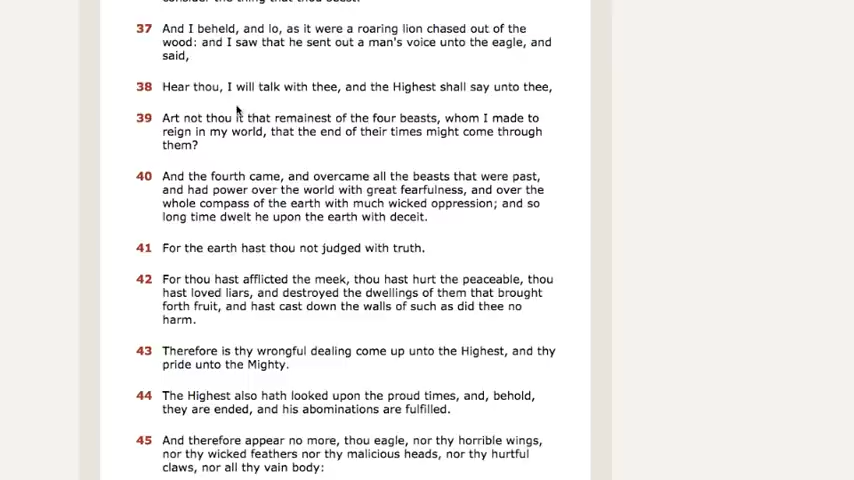 37 And I beheld, and lo, as it were a roaring lion chased out of the
wood: and I saw that he sent out a man's voice unto the eagle, and
said,
38 Hear thou, I will talk with thee, and the Highest shall say unto thee,
39 Art not thou it that remainest of the four beasts, whom I made to
reign in my world, that the end of their times might come through
them?
40 And the fourth came, and overcame all the beasts that were past,
and had power over the world with great fearfulness, and over the
whole compass of the earth with much wicked oppression; and so
long time dwelt he upon the earth with deceit.
41 For the earth hast thou not judged with truth.
42 For thou hast afflicted the meek, thou hast hurt the peaceable, thou
hast loved liars, and destroyed the dwellings of them that brought
forth fruit, and hast cast down the walls of such as did thee no
harm.
43 Therefore is thy wrongful dealing come up unto the Highest, and thy
pride unto the Mighty.
44 The Highest also hath looked upon the proud times, and, behold,
they are ended, and his abominations are fulfilled.
45 And therefore appear no more, thou eagle, nor thy horrible wings,
nor thy wicked feathers nor thy malicious heads, nor thy hurtful
claws, nor all thy vain body: